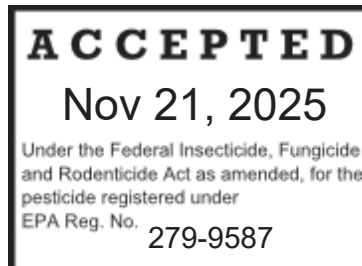 ACCEPTED
Nov 21, 2025
Under the Federal Insecticide, Fungicide
and Rodenticide Act as amended, for the
pesticide registered under
EPA Reg. No. 279-9587